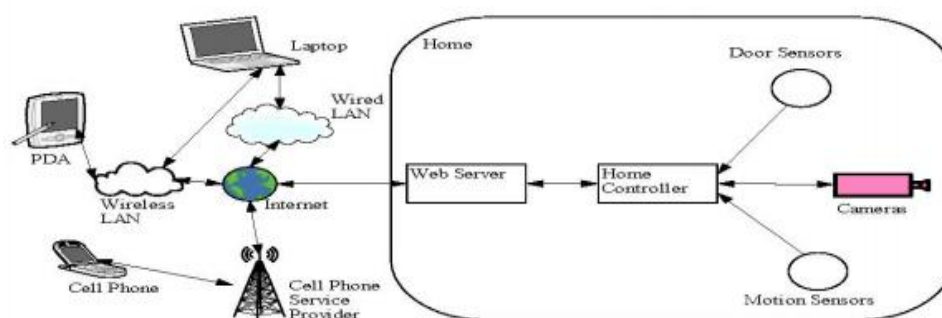 Laptop
Home
Door Sensors
Wired
LAN
PDA
Wireless
LAN
Internet
Web Server
Home
Controller
Cameras
Cell Phone
Cell Phone
Service
Provider
Motion Sensors